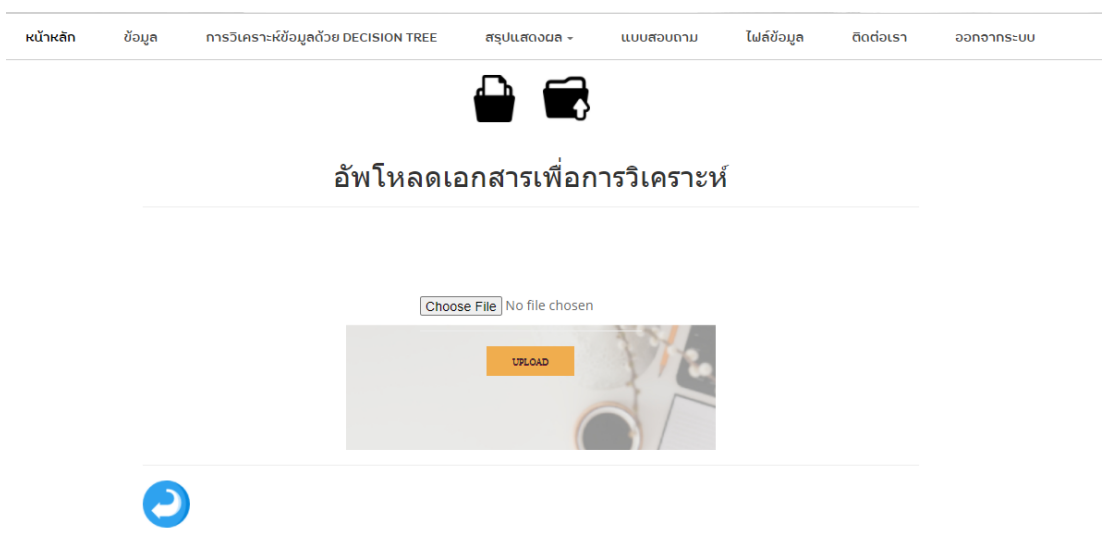 หน้าหลัก ข้อมูล การวิเคราะห์ข้อมูลด้วย DECISION TREE สรุปแสดงผล แบบสอบถาม ไฟล์ข้อมูล ติดต่อเรา ออกจากระบบ
อัพโหลดเอกสารเพื่อการวิเคราะห์
Choose File No file chosen
UPLOAD